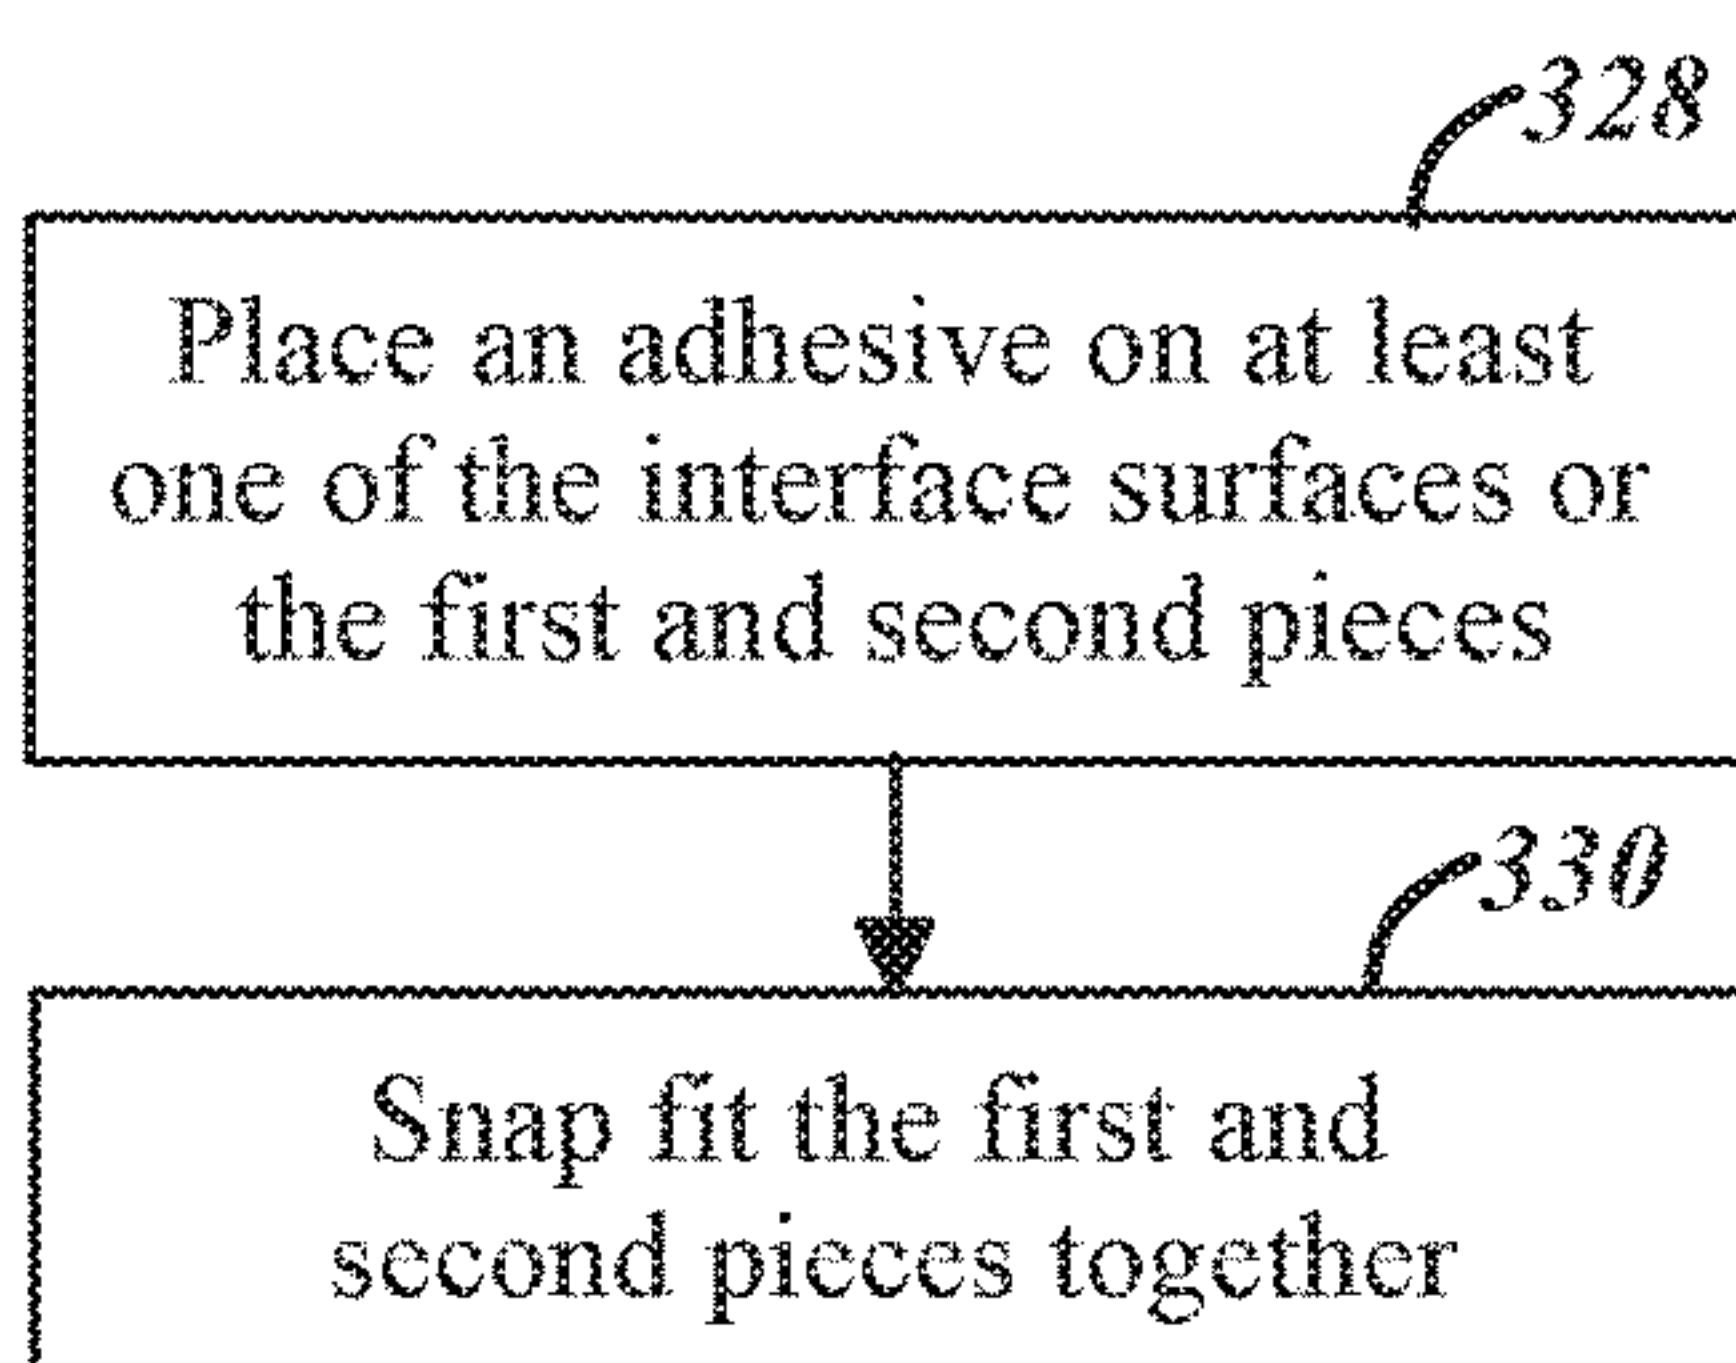 328
Place an adhesive on at least
one of the interface surfaces or
the first and second pieces
330
Snap fit the first and
second pieces together